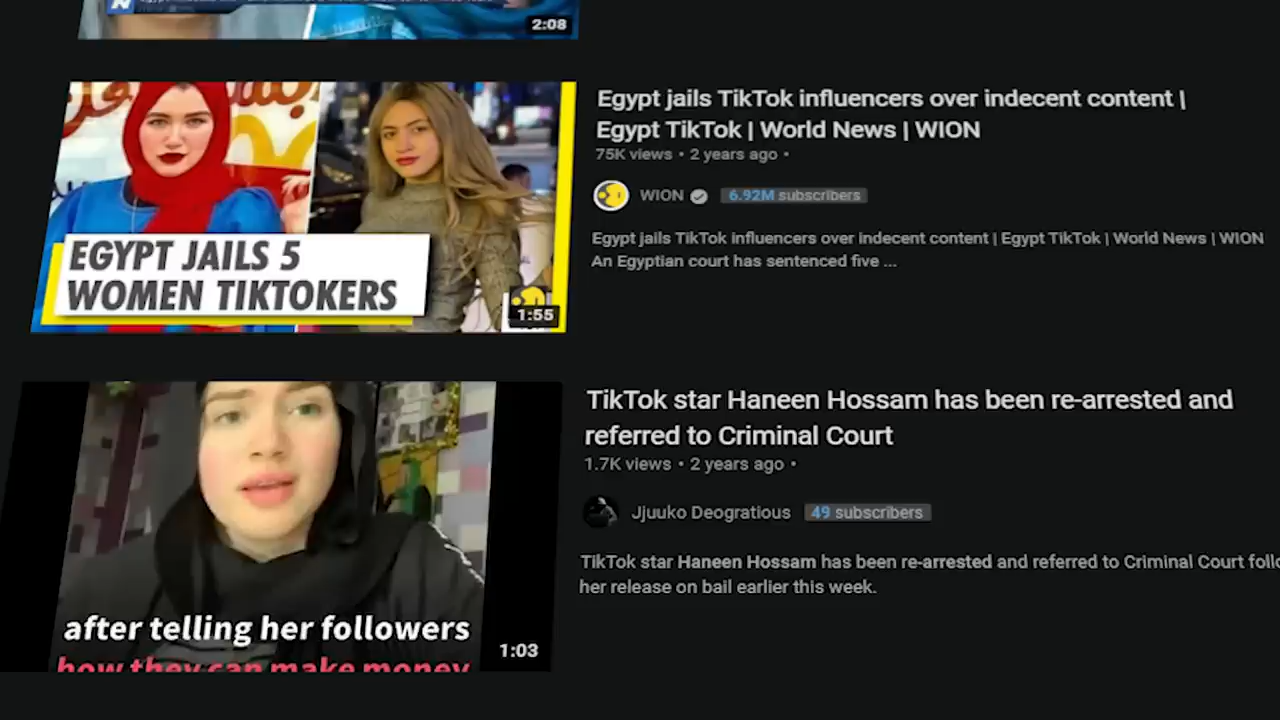 2:08
Egypt jails TikTok influencers over indecent content |
Egypt TikTok | World News | WION
75K views • 2 years ago •
WION
6.92M subscribers
Egypt jails TikTok influencers over indecent content | Egypt TikTok | World News | WION
An Egyptian court has sentenced five ...
EGYPT JAILS 5
WOMEN TIKTOKERS
1:55
TikTok star Haneen Hossam has been re-arrested and
referred to Criminal Court
1.7K views • 2 years ago •
Jjuuko Deogratious
49 subscribers
TikTok star Haneen Hossam has been re-arrested and referred to Criminal Court
her release on bail earlier this week.
after telling her followers
how they can make money
1:03